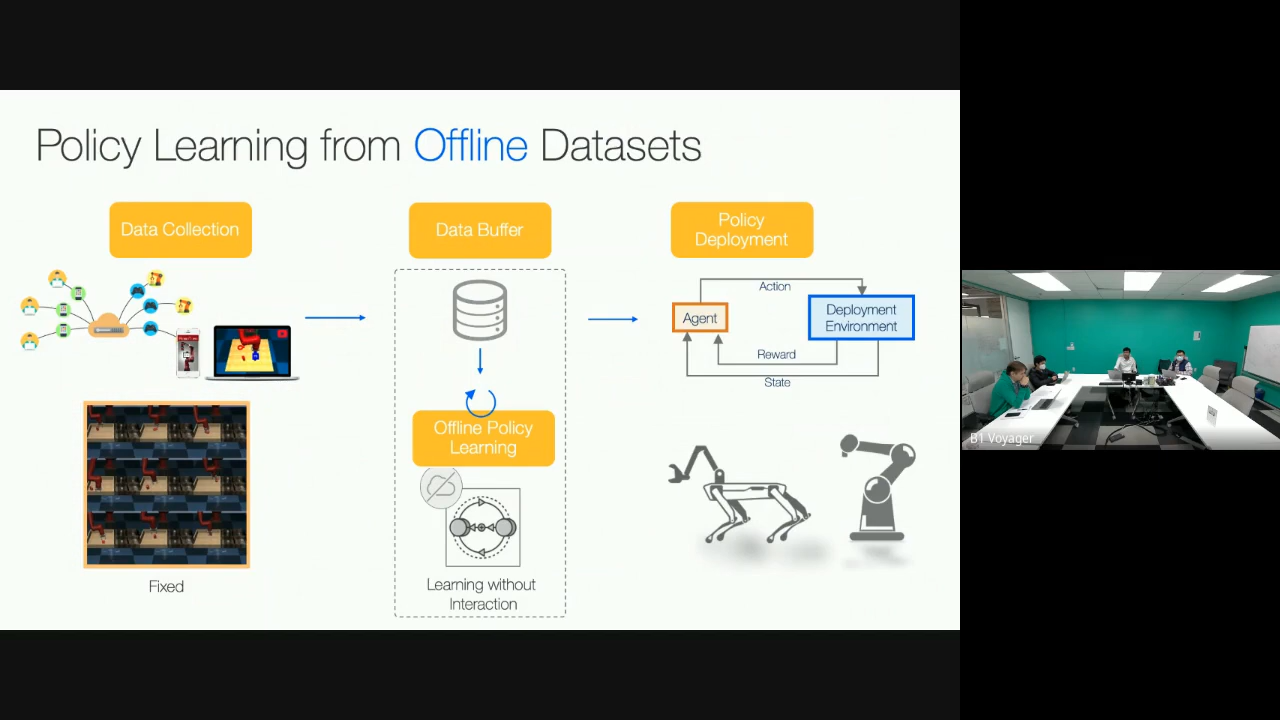 Policy Learning from Offline Datasets
Data Collection
Fixed
Data Buffer
Offline Policy
Learning
Learning without
Interaction
Policy
Deployment
Action
Agent
Deployment
Environment
Reward
State
B1 Voyager